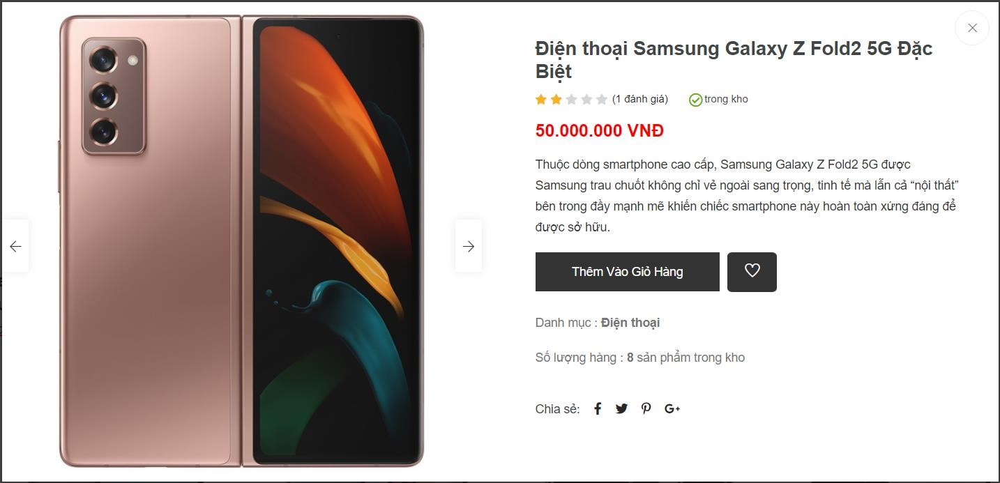 Điện thoại Samsung Galaxy Z Fold2 5G Đặc
Biệt
(1 đánh giá) trong kho
50.000.000 VNĐ
Thuộc dòng smartphone cao cấp, Samsung Galaxy Z Fold2 5G được
Samsung trau chuốt không chỉ vẻ ngoài sang trọng, tinh tế mà lẫn cả “nội thất”
bên trong đầy mạnh mẽ khiến chiếc smartphone này hoàn toàn xứng đáng để
được sở hữu.
Thêm Vào Giỏ Hàng
Danh mục : Điện thoại
Số lượng hàng : 8 sản phẩm trong kho
Chia sẻ: